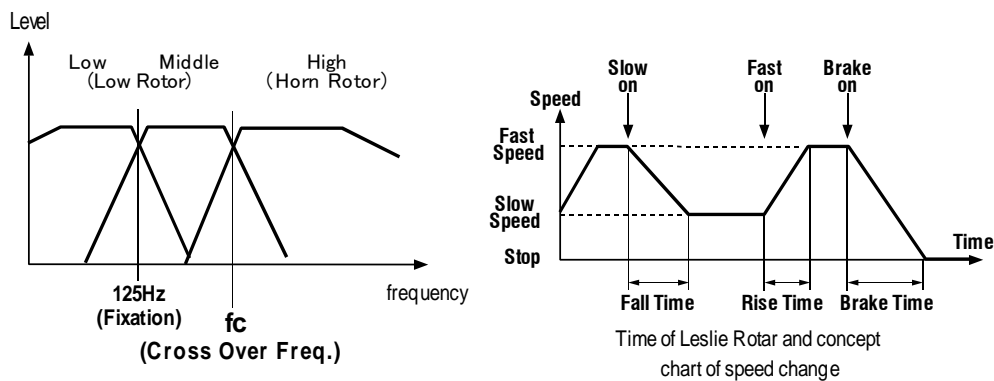 Level
Low Middle High
(Low Rotor) (Horn Rotor)
125Hz
(Fixation)
frequency
fc
(Cross Over Freq.)
Slow on
Fast on
Brake on
Speed
Fast Speed
Slow Speed
Stop
Time
Fall Time Rise Time Brake Time
Time of Leslie Rotar and concept
chart of speed change